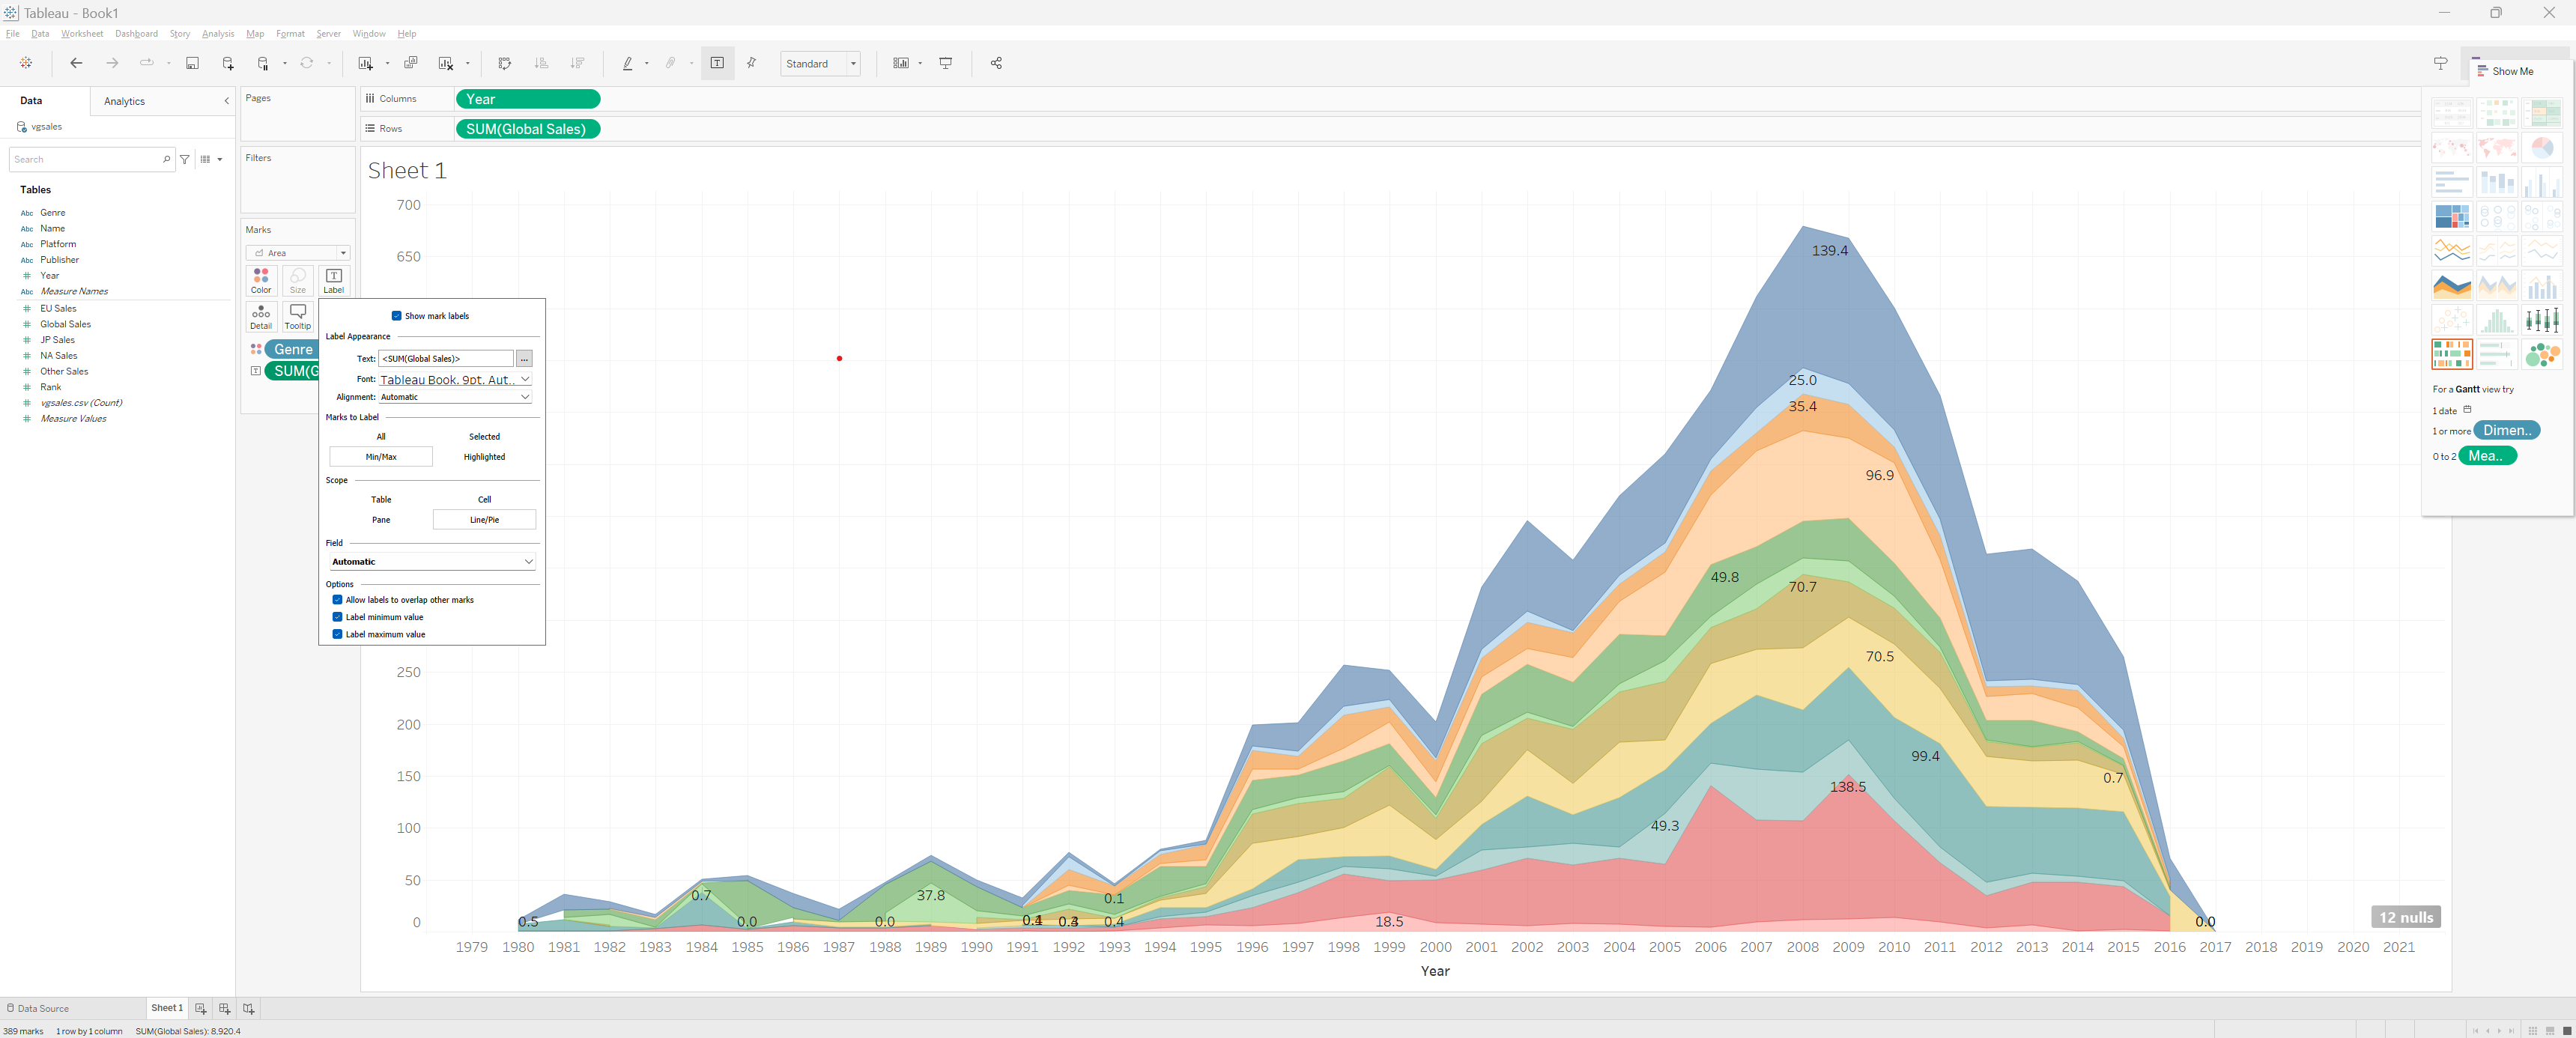 Tableau - Book1
File Data Worksheet Dashboard Story Analysis Map Format Server Window Help
Standard
Show Me
Data Analytics
vgsales
Search
Tables
Abc Genre
Abc Name
Abc Platform
Abc Publisher
# Year
Abc Measure Names
# EU Sales
# Global Sales
# JP Sales
# NA Sales
# Other Sales
# Rank
# vgsales.csv (Count)
# Measure Values
Pages
Filters
Marks
Area
Color Size Label
Detail Tooltip
Genre
SUM(G
Show mark labels
Label Appearance
Text: <SUM(Global Sales)> ...
Font: Tableau Book, 9pt, Aut..
Alignment: Automatic
Marks to Label
All Selected
Min/Max Highlighted
Scope
Table Cell
Pane Line/Pie
Field
Automatic
Options
Allow labels to overlap other marks
Label minimum value
Label maximum value
Columns Year
Rows SUM(Global Sales)
Sheet 1
700
650
250
200
150
100
50
0
139.4
25.0
35.4
96.9
49.8
70.7
70.5
99.4
0.7
138.5
49.3
0.7
37.8
0.1
0.5
0.0
0.0
0.4
18.5
0.0
12 nulls
1979 1980 1981 1982 1983 1984 1985 1986 1987 1988 1989 1990 1991 1992 1993 1994 1995 1996 1997 1998 1999 2000 2001 2002 2003 2004 2005 2006 2007 2008 2009 2010 2011 2012 2013 2014 2015 2016 2017 2018 2019 2020 2021
Year
For a Gantt view try
1 date
1 or more Dimen..
0 to 2 Mea..
Data Source Sheet 1
389 marks 1 row by 1 column SUM(Global Sales): 8,920.4